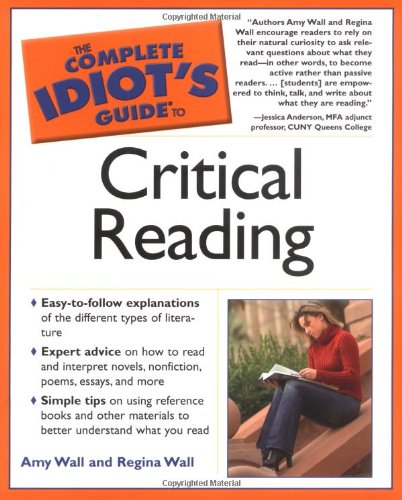 Copyrighted Material
THE
COMPLETE
IDIOT'S
GUIDE® TO
"Authors Amy Wall and Regina
Wall encourage readers to rely on
their natural curiosity to ask rele-
vant questions about what they
read—in other words, to become
active rather than passive
readers. ... [students] are empow-
ered to think, talk, and write about
what they are reading."
—Jessica Anderson, MFA adjunct
professor, CUNY Queens College
Critical
Reading
♦ Easy-to-follow explanations
of the different types of litera-
ture
♦ Expert advice on how to read
and interpret novels, nonfiction,
poems, essays, and more
♦ Simple tips on using reference
books and other materials to
better understand what you read
Amy Wall and Regina Wall
Copyrighted Material